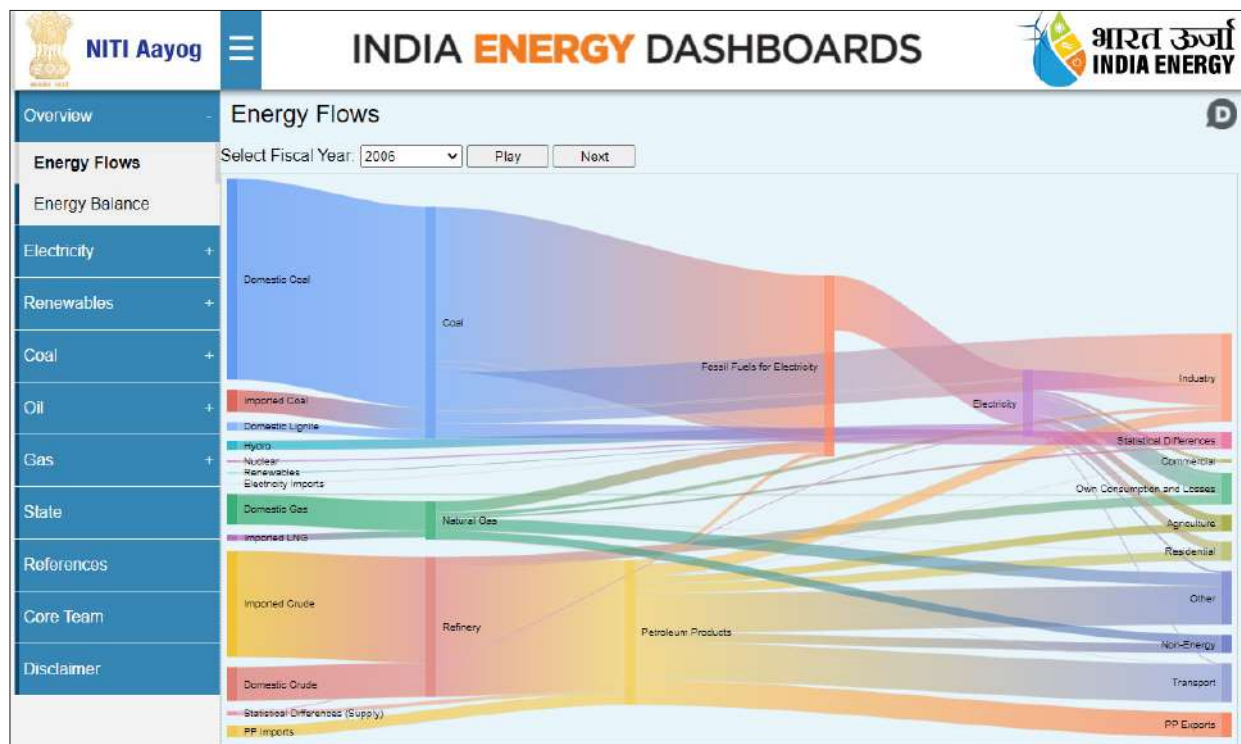 NITI Aayog
☰
INDIA ENERGY DASHBOARDS
भारत ऊर्जा
INDIA ENERGY
Overview -
Energy Flows
Energy Balance
Electricity +
Renewables +
Coal +
Oil +
Gas +
State
References
Core Team
Disclaimer
Energy Flows
D
Select Fiscal Year: 2006 Play Next
Domestic Coal
Imported Coal
Domestic Lignite
Hydro
Nuclear
Renewables
Electricity Imports
Domestic Gas
Imported LNG
Imported Crude
Domestic Crude
Statistical Differences (Supply)
PP Imports
Coal
Natural Gas
Refinery
Petroleum Products
Fossil Fuels for Electricity
Electricity
Industry
Statistical Differences
Commercial
Own Consumption and Losses
Agriculture
Residential
Other
Non-Energy
Transport
PP Exports